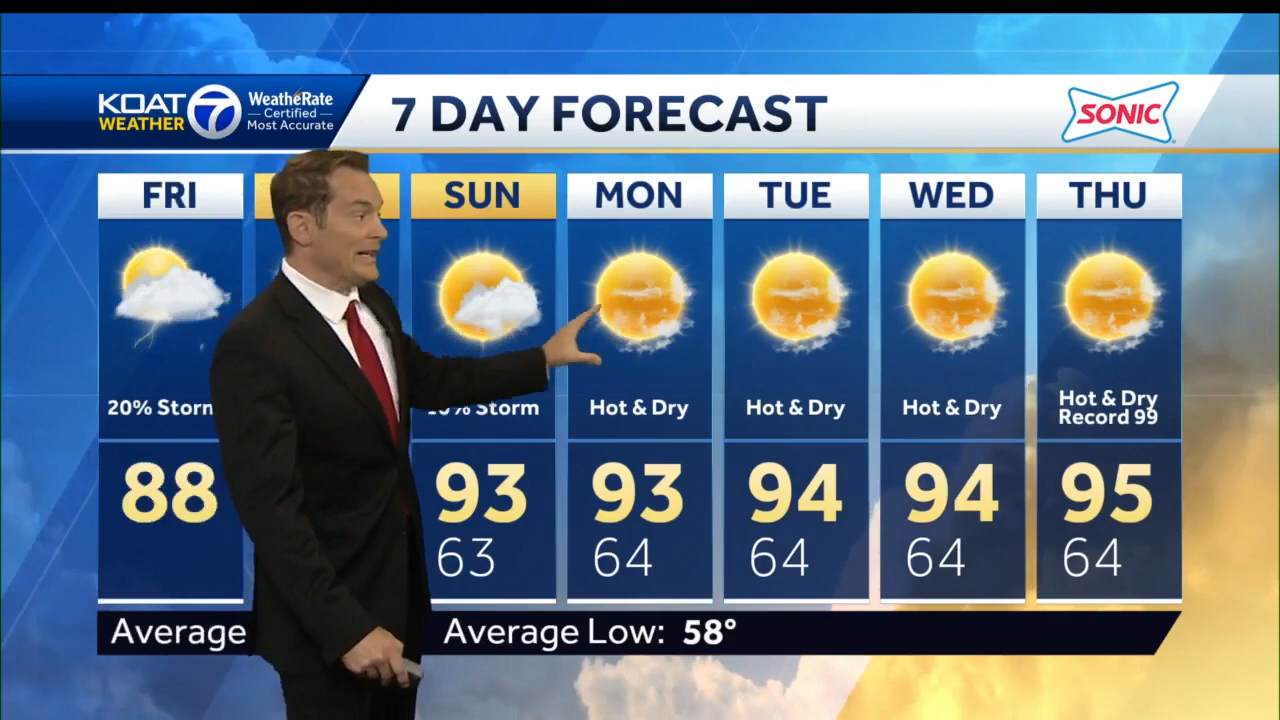 KOAT
WEATHER
7
WeatheRate
Certified
Most Accurate
7 DAY FORECAST
SONIC
FRI
SUN
MON
TUE
WED
THU
20% Storm
Storm
Hot & Dry
Hot & Dry
Hot & Dry
Hot & Dry
Record 99
88
93
93
94
94
95
63
64
64
64
64
Average
Average Low: 58°